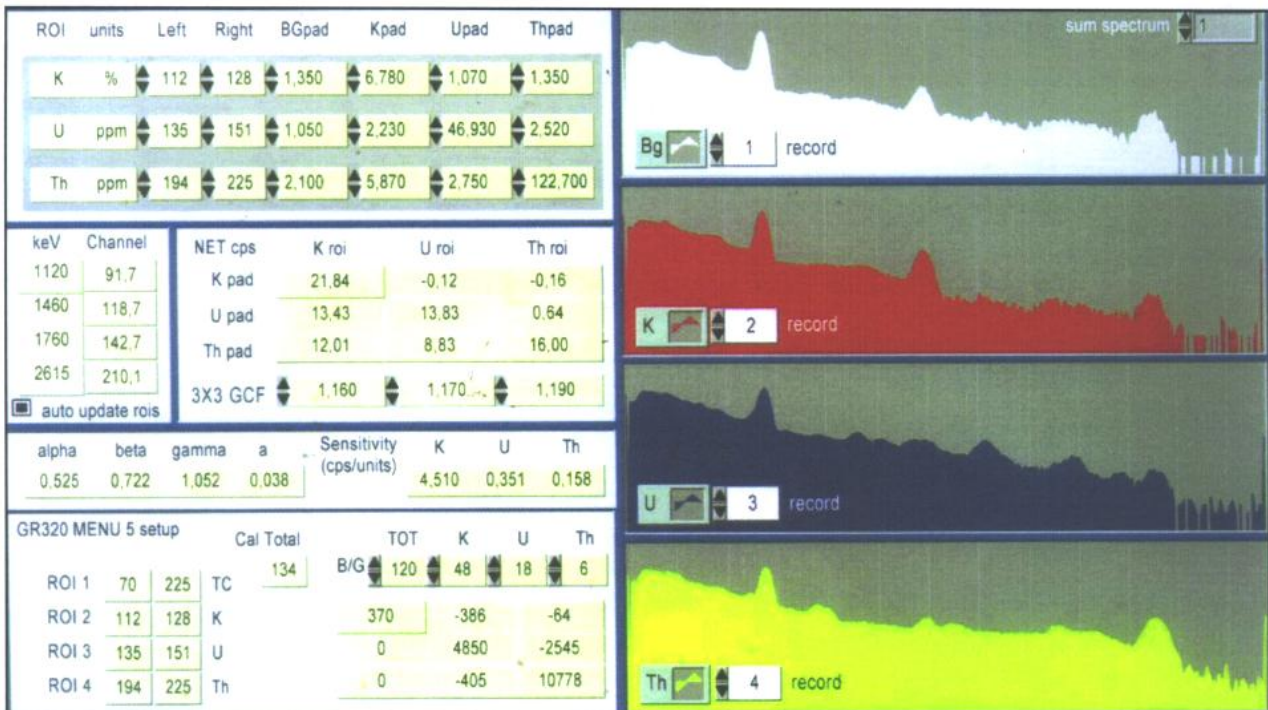 ROI units Left Right BGpad Kpad Upad Thpad
K % 112 128 1,350 6,780 1,070 1,350
U ppm 135 151 1,050 2,230 46,930 2,520
Th ppm 194 225 2,100 5,870 2,750 122,700
keV Channel
1120 91,7
1460 118,7
1760 142,7
2615 210,1
auto update rois
NET cps K roi U roi Th roi
K pad 21,84 -0,12 -0,16
U pad 13,43 13,83 0,64
Th pad 12,01 8,83 16,00
3X3 GCF 1,160 1,170 1,190
alpha beta gamma a
0,525 0,722 1,052 0,038
Sensitivity (cps/units) K U Th
4,510 0,351 0,158
GR320 MENU 5 setup
Cal Total
134
ROI 1 70 225 TC
ROI 2 112 128 K
ROI 3 135 151 U
ROI 4 194 225 Th
TOT K U Th
B/G 120 48 18 6
370 -386 -64
0 4850 -2545
0 -405 10778
sum spectrum 1
Bg 1 record
K 2 record
U 3 record
Th 4 record